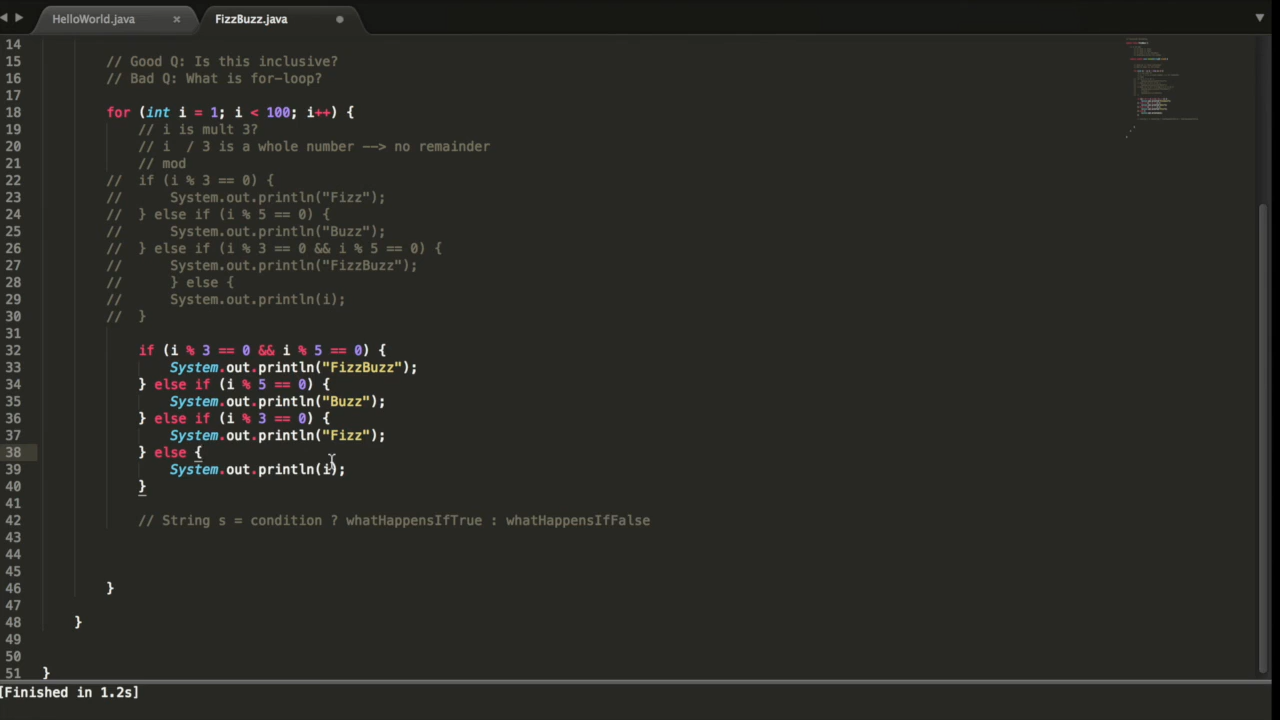 HelloWorld.java × FizzBuzz.java
14
15 // Good Q: Is this inclusive?
16 // Bad Q: What is for-loop?
17
18 for (int i = 1; i < 100; i++) {
19 // i is mult 3?
20 // i / 3 is a whole number --> no remainder
21 // mod
22 // if (i % 3 == 0) {
23 // System.out.println("Fizz");
24 // } else if (i % 5 == 0) {
25 // System.out.println("Buzz");
26 // } else if (i % 3 == 0 && i % 5 == 0) {
27 // System.out.println("FizzBuzz");
28 // } else {
29 // System.out.println(i);
30 // }
31
32 if (i % 3 == 0 && i % 5 == 0) {
33 System.out.println("FizzBuzz");
34 } else if (i % 5 == 0) {
35 System.out.println("Buzz");
36 } else if (i % 3 == 0) {
37 System.out.println("Fizz");
38 } else {
39 System.out.println(i);
40 }
41
42 // String s = condition ? whatHappensIfTrue : whatHappensIfFalse
43
44
45
46 }
47
48 }
49
50
51 }
[Finished in 1.2s]